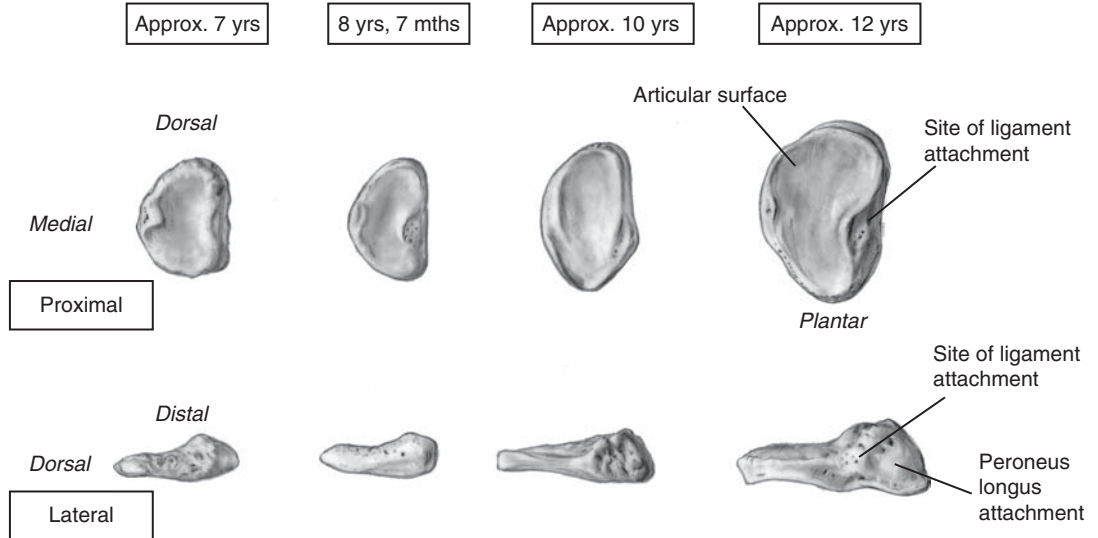 Approx. 7 yrs
8 yrs, 7 mths
Approx. 10 yrs
Approx. 12 yrs
Articular surface
Dorsal
Site of ligament
attachment
Medial
Proximal
Plantar
Site of ligament
attachment
Distal
Dorsal
Peroneus
longus
attachment
Lateral